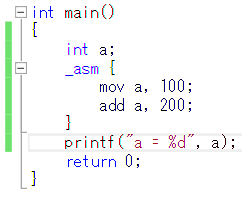 int main()
{
    int a;
    _asm {
        mov a, 100;
        add a, 200;
    }
    printf("a = %d", a);
    return 0;
}